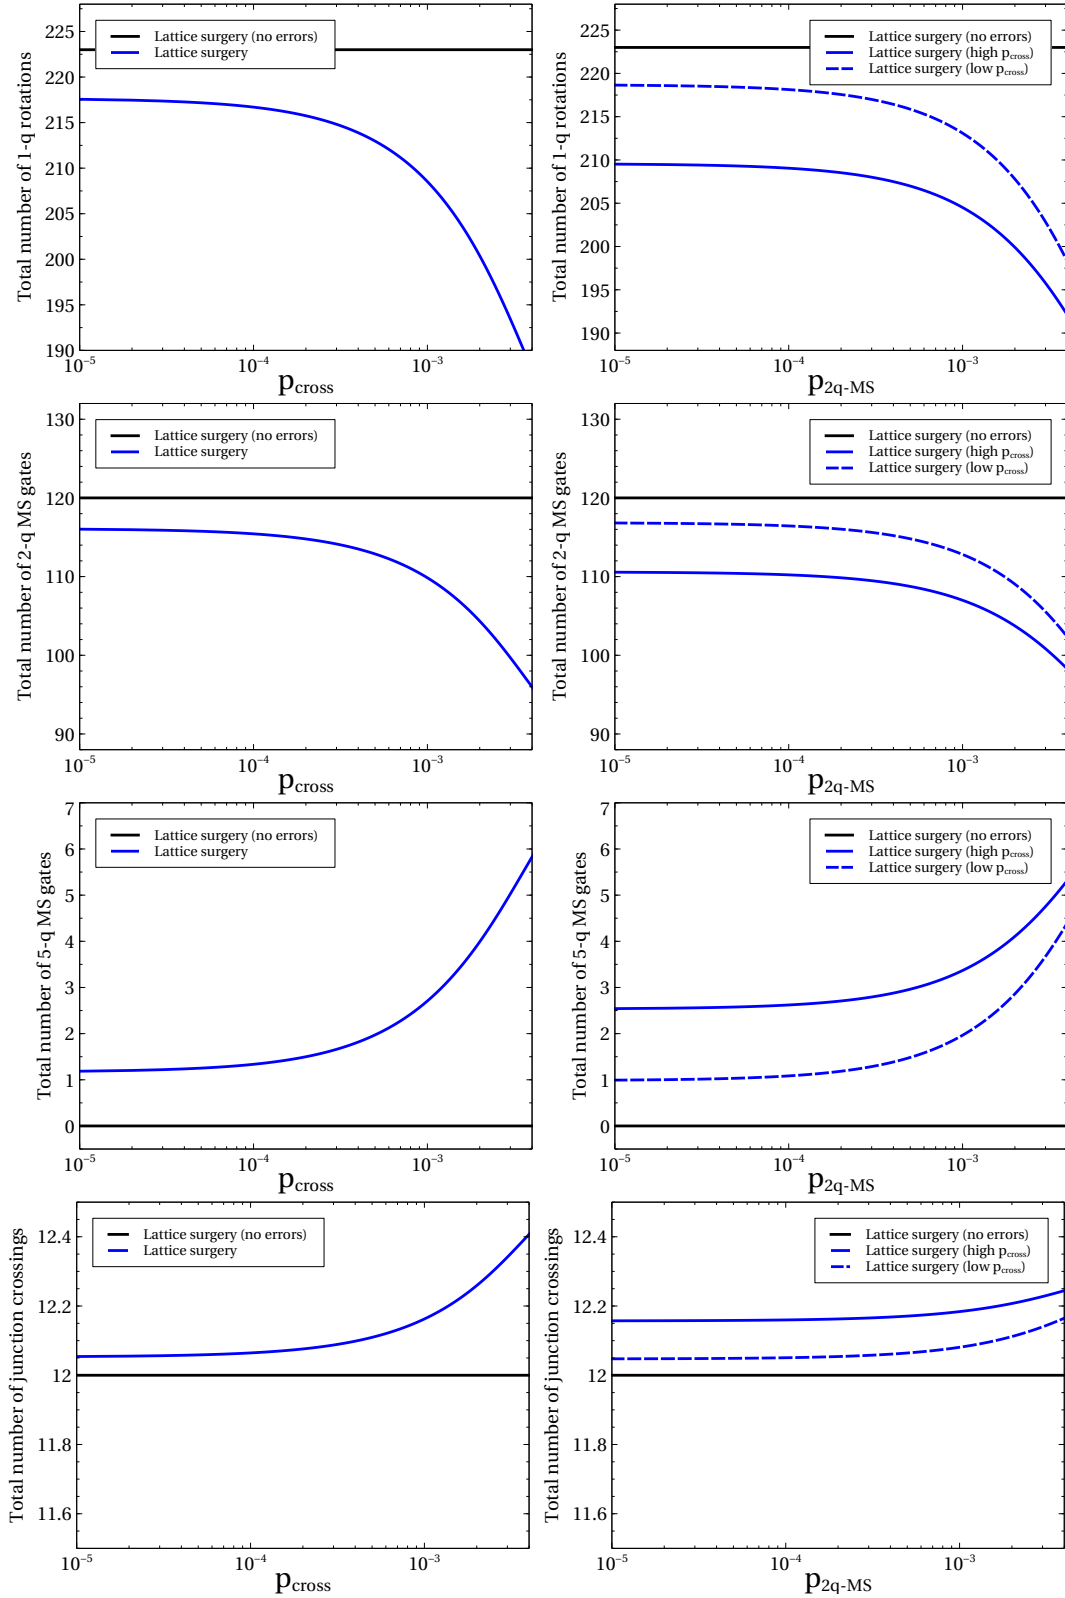 Total number of 1-q rotations
225
220
215
210
205
200
195
190
Lattice surgery (no errors)
Lattice surgery
10⁻⁵
10⁻⁴
10⁻³
p_cross
Total number of 1-q rotations
225
220
215
210
205
200
195
190
Lattice surgery (no errors)
Lattice surgery (high p_cross)
Lattice surgery (low p_cross)
10⁻⁵
10⁻⁴
10⁻³
p_2q-MS
Total number of 2-q MS gates
130
120
110
100
90
Lattice surgery (no errors)
Lattice surgery
10⁻⁵
10⁻⁴
10⁻³
p_cross
Total number of 2-q MS gates
130
120
110
100
90
Lattice surgery (no errors)
Lattice surgery (high p_cross)
Lattice surgery (low p_cross)
10⁻⁵
10⁻⁴
10⁻³
p_2q-MS
Total number of 5-q MS gates
7
6
5
4
3
2
1
0
Lattice surgery (no errors)
Lattice surgery
10⁻⁵
10⁻⁴
10⁻³
p_cross
Total number of 5-q MS gates
7
6
5
4
3
2
1
0
Lattice surgery (no errors)
Lattice surgery (high p_cross)
Lattice surgery (low p_cross)
10⁻⁵
10⁻⁴
10⁻³
p_2q-MS
Total number of junction crossings
12.4
12.2
12
11.8
11.6
Lattice surgery (no errors)
Lattice surgery
10⁻⁵
10⁻⁴
10⁻³
p_cross
Total number of junction crossings
12.4
12.2
12
11.8
11.6
Lattice surgery (no errors)
Lattice surgery (high p_cross)
Lattice surgery (low p_cross)
10⁻⁵
10⁻⁴
10⁻³
p_2q-MS